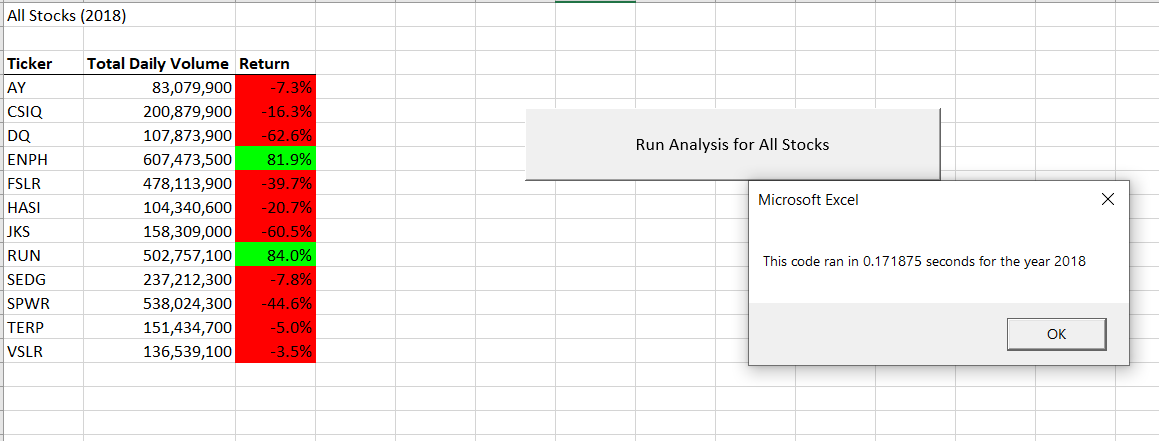 All Stocks (2018)
Ticker Total Daily Volume Return
AY 83,079,900 -7.3%
CSIQ 200,879,900 -16.3%
DQ 107,873,900 -62.6%
Run Analysis for All Stocks
ENPH 607,473,500 81.9%
FSLR 478,113,900 -39.7%
Microsoft Excel
HASI 104,340,600 -20.7%
JKS 158,309,000 -60.5%
RUN 502,757,100 84.0%
This code ran in 0.171875 seconds for the year 2018
SEDG 237,212,300 -7.8%
SPWR 538,024,300 -44.6%
TERP 151,434,700 -5.0%
OK
VSLR 136,539,100 -3.5%